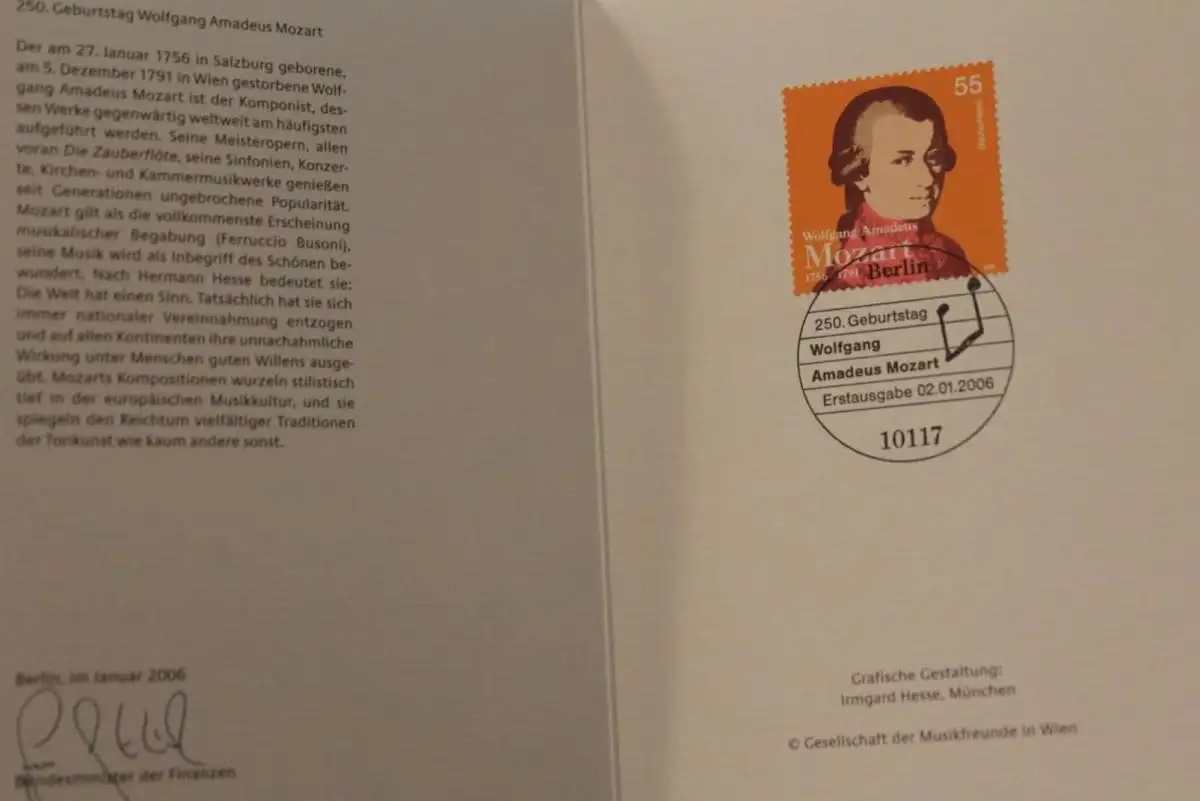 250. Geburtstag Wolfgang Amadeus Mozart
Der am 27. Januar 1756 in Salzburg geborene,
am 5. Dezember 1791 in Wien gestorbene Wolf-
gang Amadeus Mozart ist der Komponist, des-
sen Werke gegenwärtig weltweit am häufigsten
aufgeführt werden. Seine Meisteropern, allen
voran Die Zauberflöte, seine Sinfonien, Konzer-
te, Kirchen- und Kammermusikwerke genießen
seit Generationen ungebrochene Popularität.
Mozart gilt als die vollkommenste Erscheinung
musikalischer Begabung (Ferruccio Busoni),
seine Musik wird als Inbegriff des Schönen be-
wundert. Nach Hermann Hesse bedeutet sie:
Die Welt hat einen Sinn. Tatsächlich hat sie sich
immer nationaler Vereinnahmung entzogen
und auf allen Kontinenten ihre unnachahmliche
Wirkung unter Menschen guten Willens ausge-
übt. Mozarts Kompositionen wurzeln stilistisch
tief in der europäischen Musikkultur, und sie
spiegeln den Reichtum vielfältiger Traditionen
der Tonkunst wie kaum andere sonst.
Berlin, im Januar 2006
Bundesminister der Finanzen
55
Deutschland
Wolfgang Amadeus
Mozart
1756 1791
Berlin
250. Geburtstag
Wolfgang
Amadeus Mozart
Erstausgabe 02.01.2006
10117
Grafische Gestaltung:
Irmgard Hesse, München
© Gesellschaft der Musikfreunde in Wien